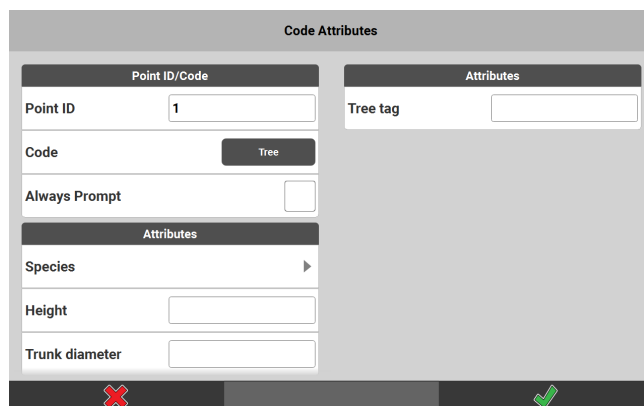 Code Attributes
Point ID/Code
Point ID 1
Code Tree
Always Prompt
Attributes
Species
Height
Trunk diameter
Attributes
Tree tag